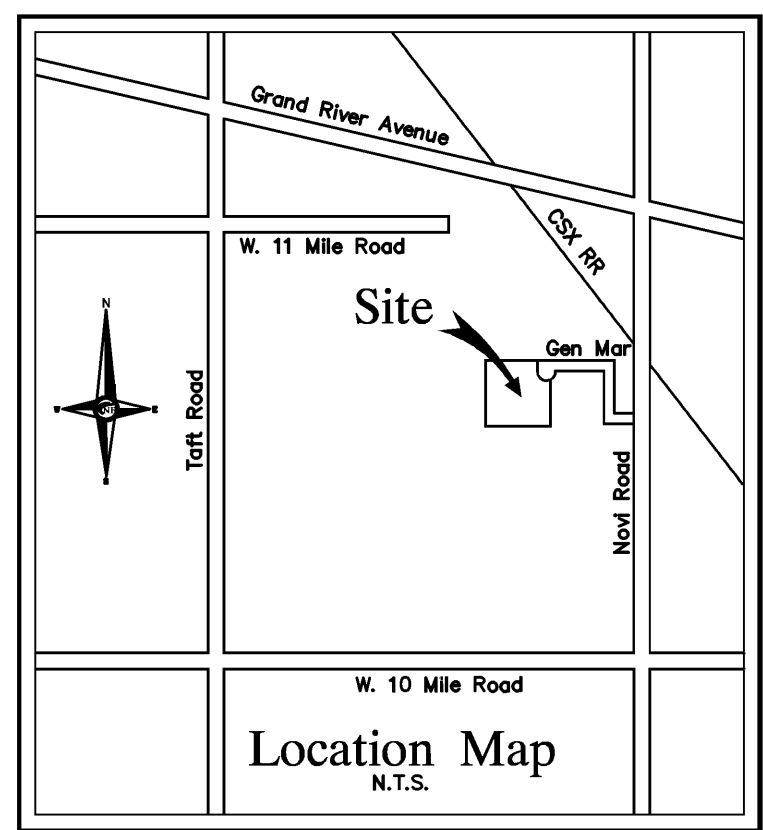 Grand River Avenue
CSX RR
W. 11 Mile Road
Site
N
Gen Mar
W
E
Taft Road
S
Novi Road
W. 10 Mile Road
Location Map
N.T.S.